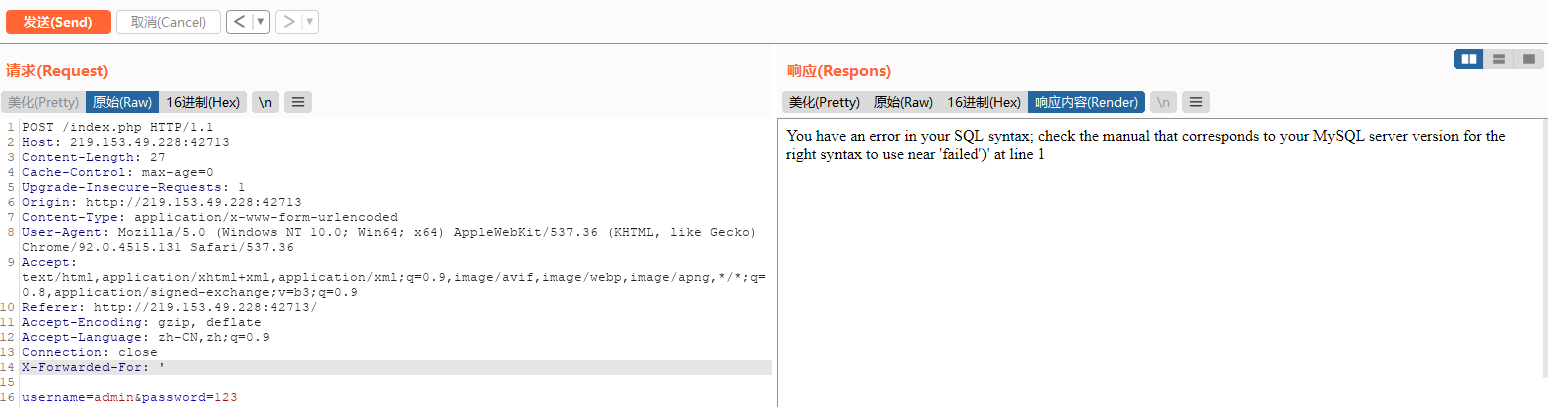 发送(Send) 取消(Cancel) < ▼ > ▼
请求(Request)
美化(Pretty) 原始(Raw) 16进制(Hex) \n ≡
1 POST /index.php HTTP/1.1
2 Host: 219.153.49.228:42713
3 Content-Length: 27
4 Cache-Control: max-age=0
5 Upgrade-Insecure-Requests: 1
6 Origin: http://219.153.49.228:42713
7 Content-Type: application/x-www-form-urlencoded
8 User-Agent: Mozilla/5.0 (Windows NT 10.0; Win64; x64) AppleWebKit/537.36 (KHTML, like Gecko)
Chrome/92.0.4515.131 Safari/537.36
9 Accept:
text/html,application/xhtml+xml,application/xml;q=0.9,image/avif,image/webp,image/apng,*/*;q=
0.8,application/signed-exchange;v=b3;q=0.9
10 Referer: http://219.153.49.228:42713/
11 Accept-Encoding: gzip, deflate
12 Accept-Language: zh-CN,zh;q=0.9
13 Connection: close
14 X-Forwarded-For: '
15
16 username=admin&password=123
响应(Respons)
美化(Pretty) 原始(Raw) 16进制(Hex) 响应内容(Render) \n ≡
You have an error in your SQL syntax; check the manual that corresponds to your MySQL server version for the
right syntax to use near 'failed')' at line 1